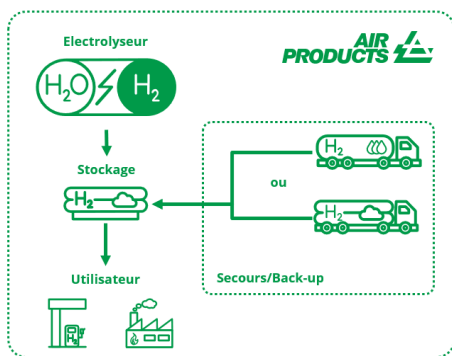 Electrolyseur
AIR
PRODUCTS
H₂O
H₂
Stockage
H₂
H₂
ou
H₂
Utilisateur
Secours/Back-up
H₂